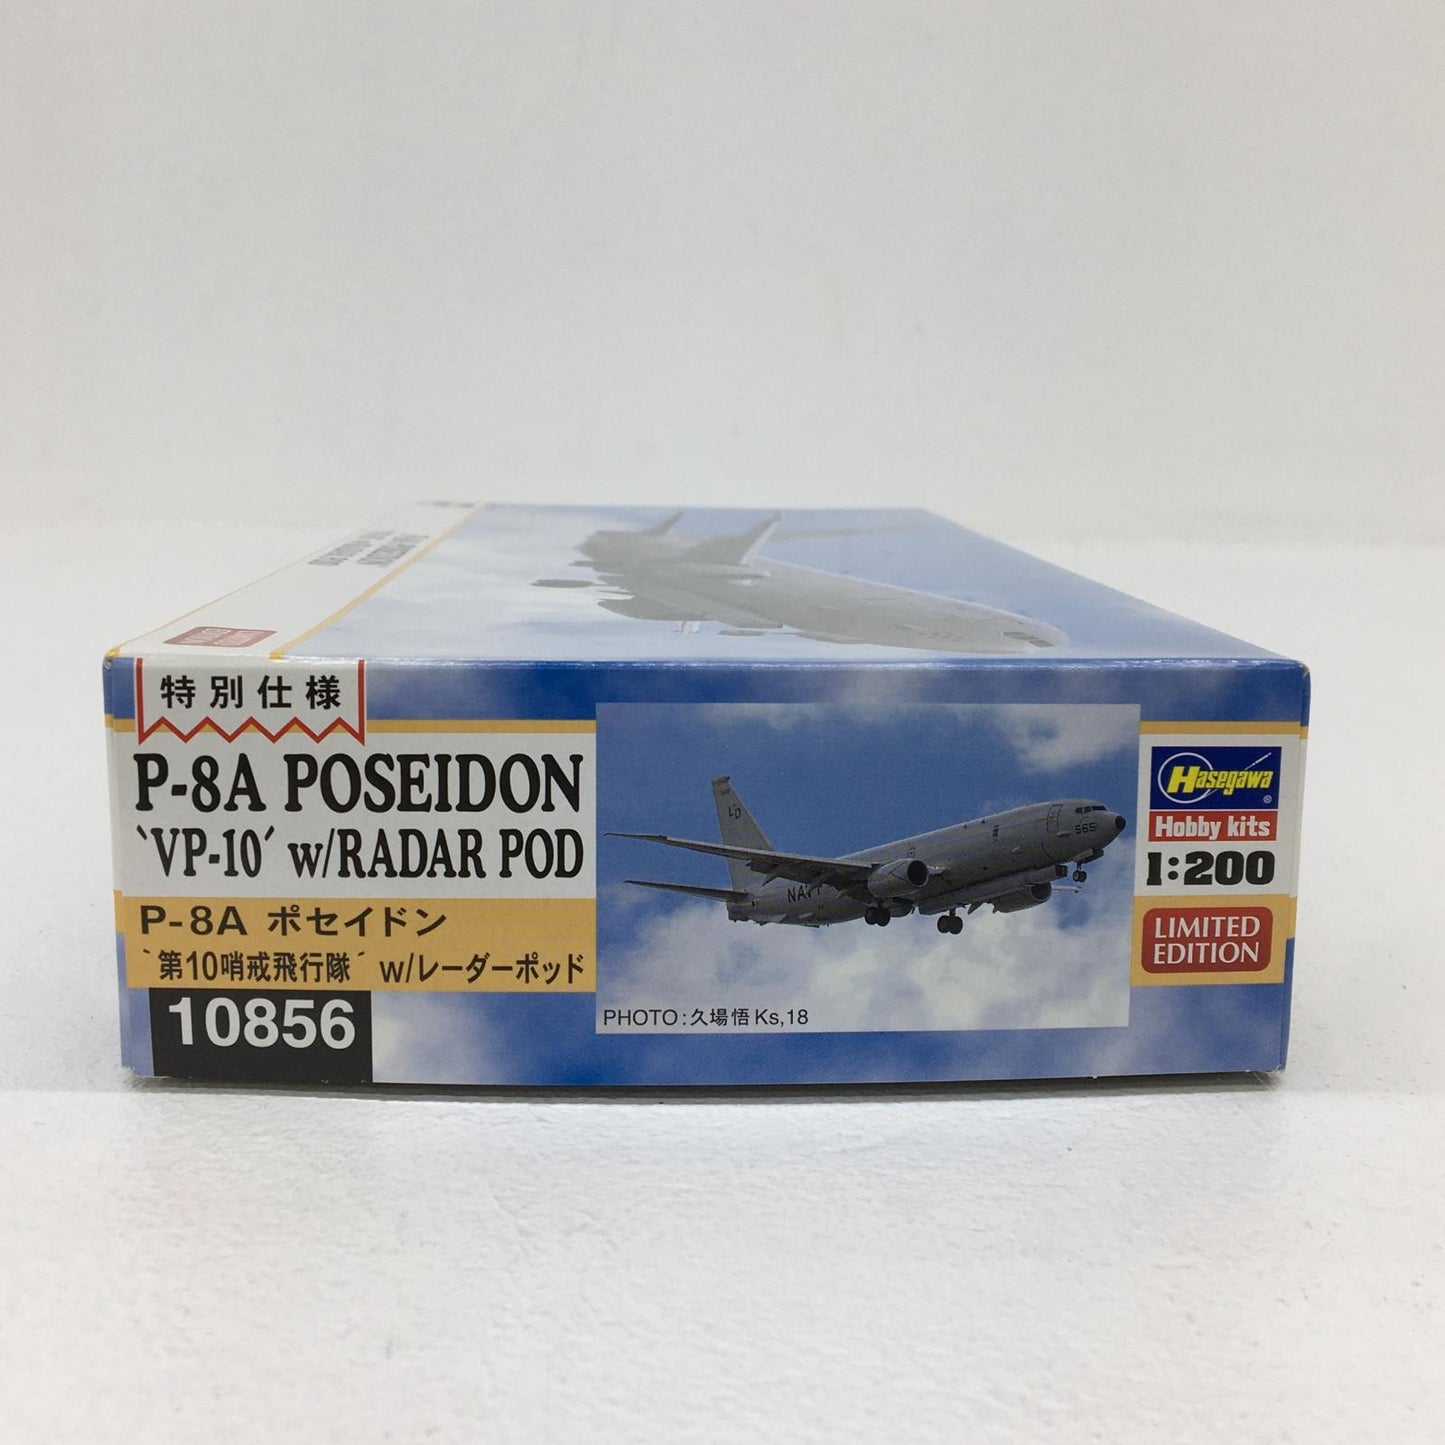 特別仕様
P-8A POSEIDON
`VP-10´ w/RADAR POD
P-8A ポセイドン
`第10哨戒飛行隊´ w/レーダーポッド
10856
LD
565
PHOTO:久場悟 Ks,18
Hasegawa®
Hobby kits
1:200
LIMITED
EDITION